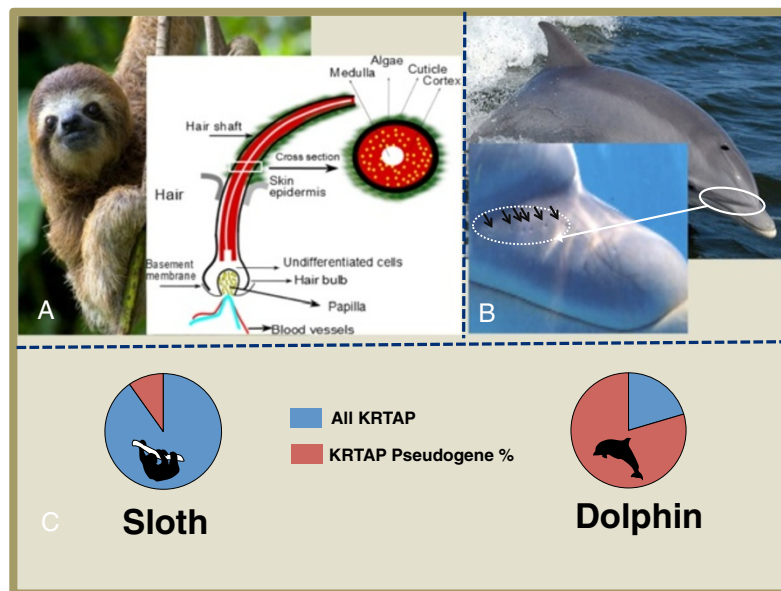 Algae
Medulla
Cuticle
Cortex
Hair shaft
Cross section
Hair
Skin
epidermis
Undifferentiated cells
Basement
membrane
Hair bulb
Papilla
Blood vessels
A
B
All KRTAP
KRTAP Pseudogene %
Sloth
Dolphin
C